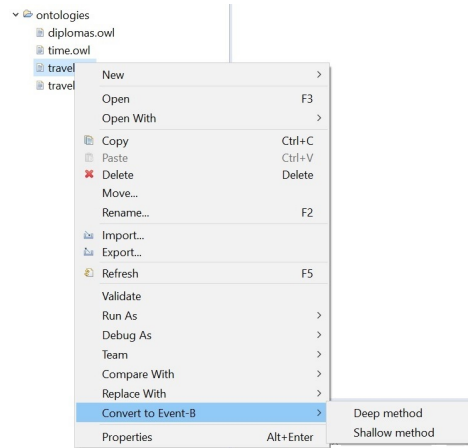 ontologies
diplomas.owl
time.owl
travel
travel
New
Open F3
Open With
Copy Ctrl+C
Paste Ctrl+V
Delete Delete
Move...
Rename... F2
Import...
Export...
Refresh F5
Validate
Run As
Debug As
Team
Compare With
Replace With
Convert to Event-B
Deep method
Shallow method
Properties Alt+Enter